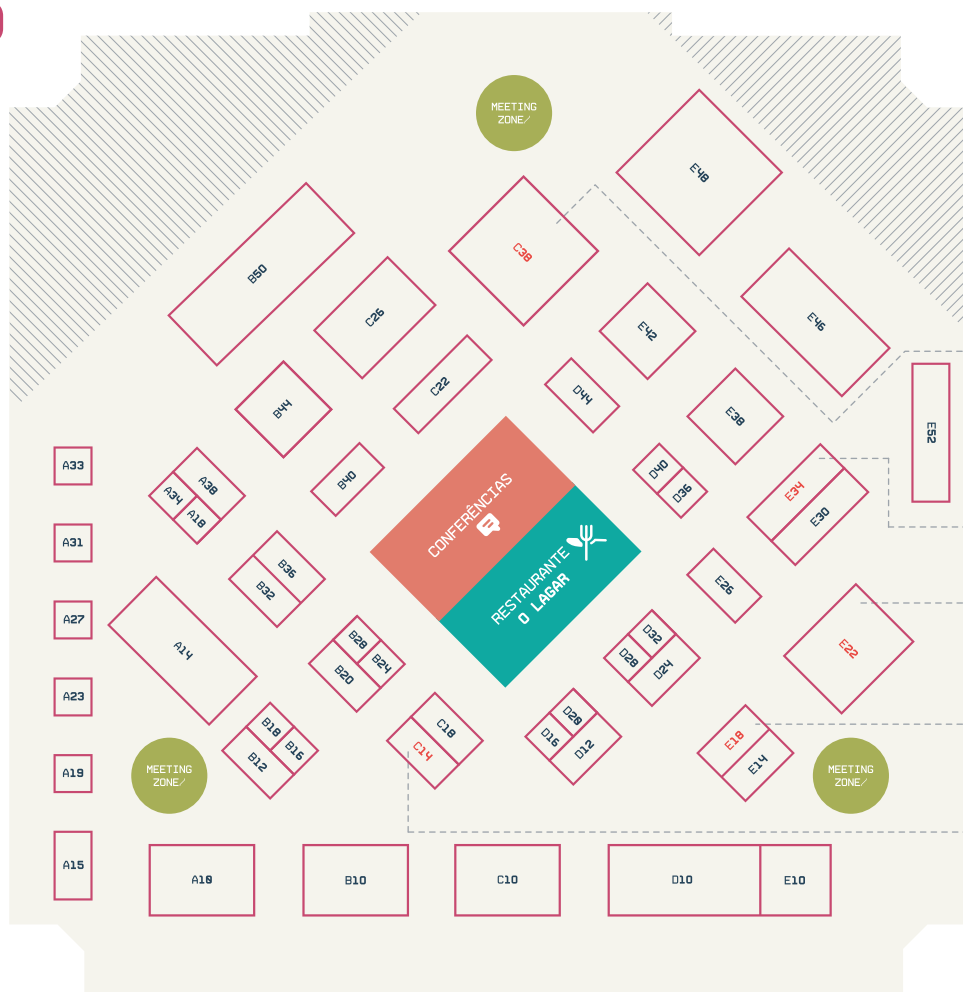 MEETING
ZONE/
E48
C38
B50
C26
E46
E42
C22
D44
B44
E38
E52
B40
A33
A38
A34
A18
D40
D36
E34
E30
CONFERÊNCIAS
RESTAURANTE
O LAGAR
A31
B36
B32
E26
A27
A14
B28
B24
B20
D32
D28
D24
E22
A23
B18
B16
B12
C18
C14
D20
D16
D12
E18
E14
A19
MEETING
ZONE/
MEETING
ZONE/
A15
A10
B10
C10
D10
E10